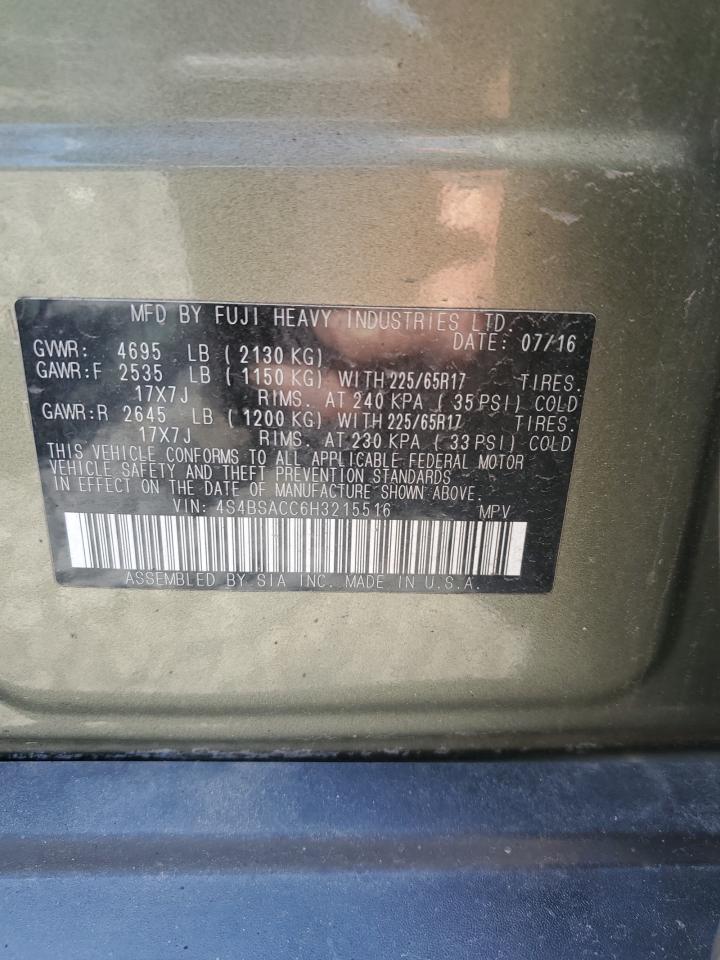 MFD BY FUJI HEAVY INDUSTRIES LTD.
DATE: 07/16
GVWR: 4695 LB ( 2130 KG)
GAWR:F 2535 LB ( 1150 KG) WITH 225/65R17 TIRES.
17X7J RIMS. AT 240 KPA ( 35 PSI) COLD
GAWR:R 2645 LB ( 1200 KG) WITH 225/65R17 TIRES.
17X7J RIMS. AT 230 KPA ( 33 PSI) COLD
THIS VEHICLE CONFORMS TO ALL APPLICABLE FEDERAL MOTOR
VEHICLE SAFETY AND THEFT PREVENTION STANDARDS
IN EFFECT ON THE DATE OF MANUFACTURE SHOWN ABOVE.
VIN: 4S4BSACC6H3215516 MPV
ASSEMBLED BY SIA INC. MADE IN U.S.A.